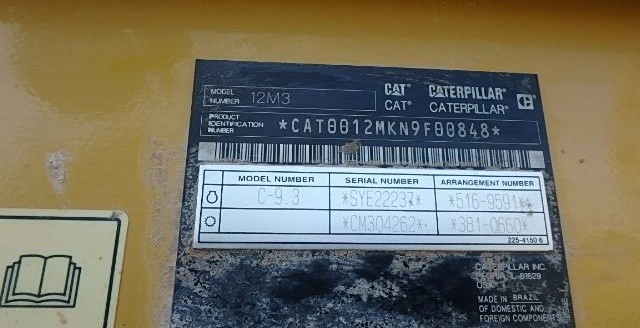 CAT CATERPILLAR
MODEL NUMBER 12M3
CAT® CATERPILLAR®
PRODUCT IDENTIFICATION NUMBER *CAT0012MKN9F00848*
MODEL NUMBER SERIAL NUMBER ARRANGEMENT NUMBER
C-9.3 *SYE22237* *516-9591*
*CM304262* *381-0660*
225-4150 6
CATERPILLAR INC.
PEORIA, IL 61629
USA
MADE IN BRAZIL
OF DOMESTIC AND
FOREIGN COMPONENTS